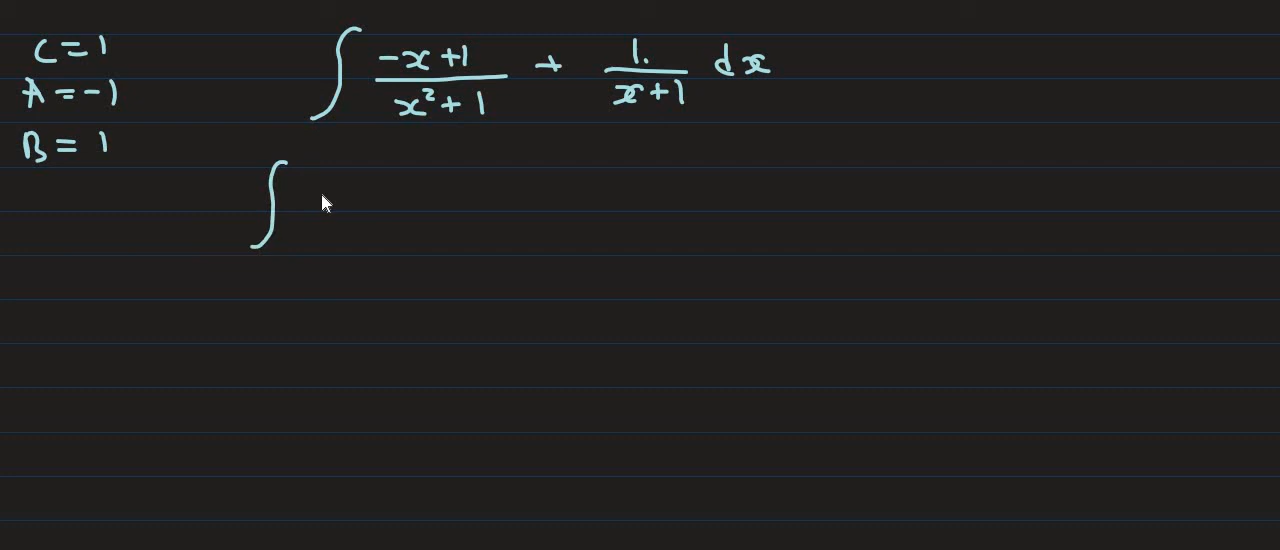 C = 1
A = -1
B = 1
∫ (-x + 1)/(x² + 1) + 1/(x + 1) dx
∫